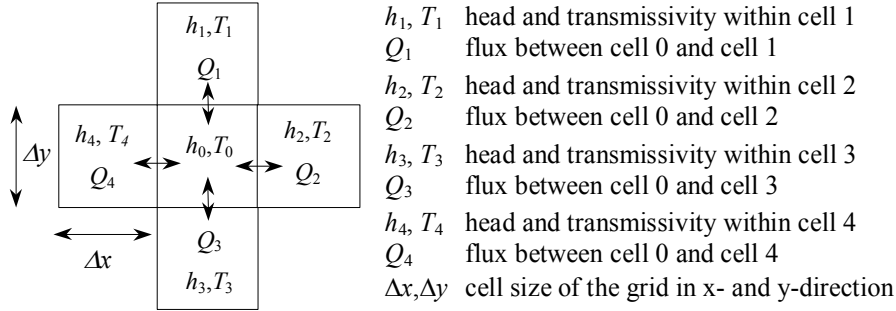 h₁,T₁
Q₁
h₄, T₄
h₀,T₀
h₂,T₂
Δy
Q₄
Q₂
Q₃
Δx
h₃,T₃
h₁, T₁ head and transmissivity within cell 1
Q₁ flux between cell 0 and cell 1
h₂, T₂ head and transmissivity within cell 2
Q₂ flux between cell 0 and cell 2
h₃, T₃ head and transmissivity within cell 3
Q₃ flux between cell 0 and cell 3
h₄, T₄ head and transmissivity within cell 4
Q₄ flux between cell 0 and cell 4
Δx,Δy cell size of the grid in x- and y-direction